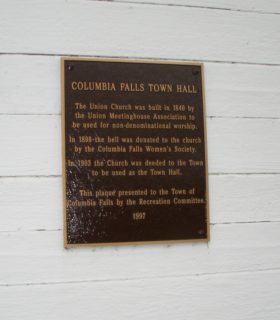 COLUMBIA FALLS TOWN HALL
The Union Church was built in 1840 by
the Union Meetinghouse Association to
be used for non-denominational worship.
In 1898 the bell was donated to the church
by the Columbia Falls Women's Society.
In 1983 the Church was deeded to the Town
to be used as the Town Hall.
This plaque presented to the Town of
Columbia Falls by the Recreation Committee.
1997